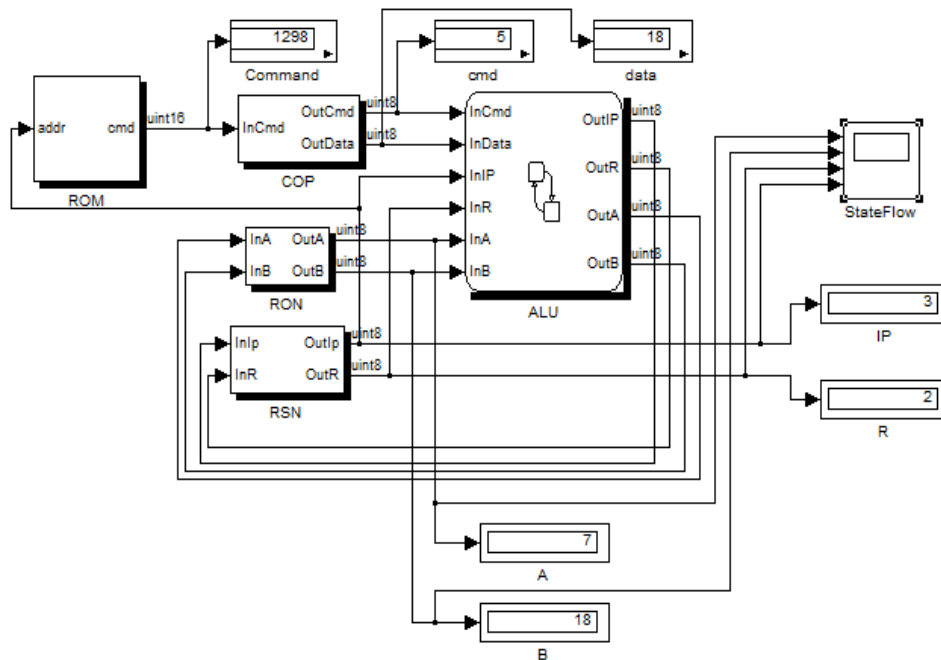 1298
Command
5
cmd
18
data
addr
cmd
uint16
ROM
InCmd
OutCmd
OutData
uint8
uint8
COP
InCmd
InData
InIP
InR
InA
InB
OutIP
OutR
OutA
OutB
uint8
uint8
uint8
uint8
ALU
StateFlow
InA
InB
OutA
OutB
uint8
uint8
RON
InIp
InR
OutIp
OutR
uint8
uint8
RSN
3
IP
2
R
7
A
18
B